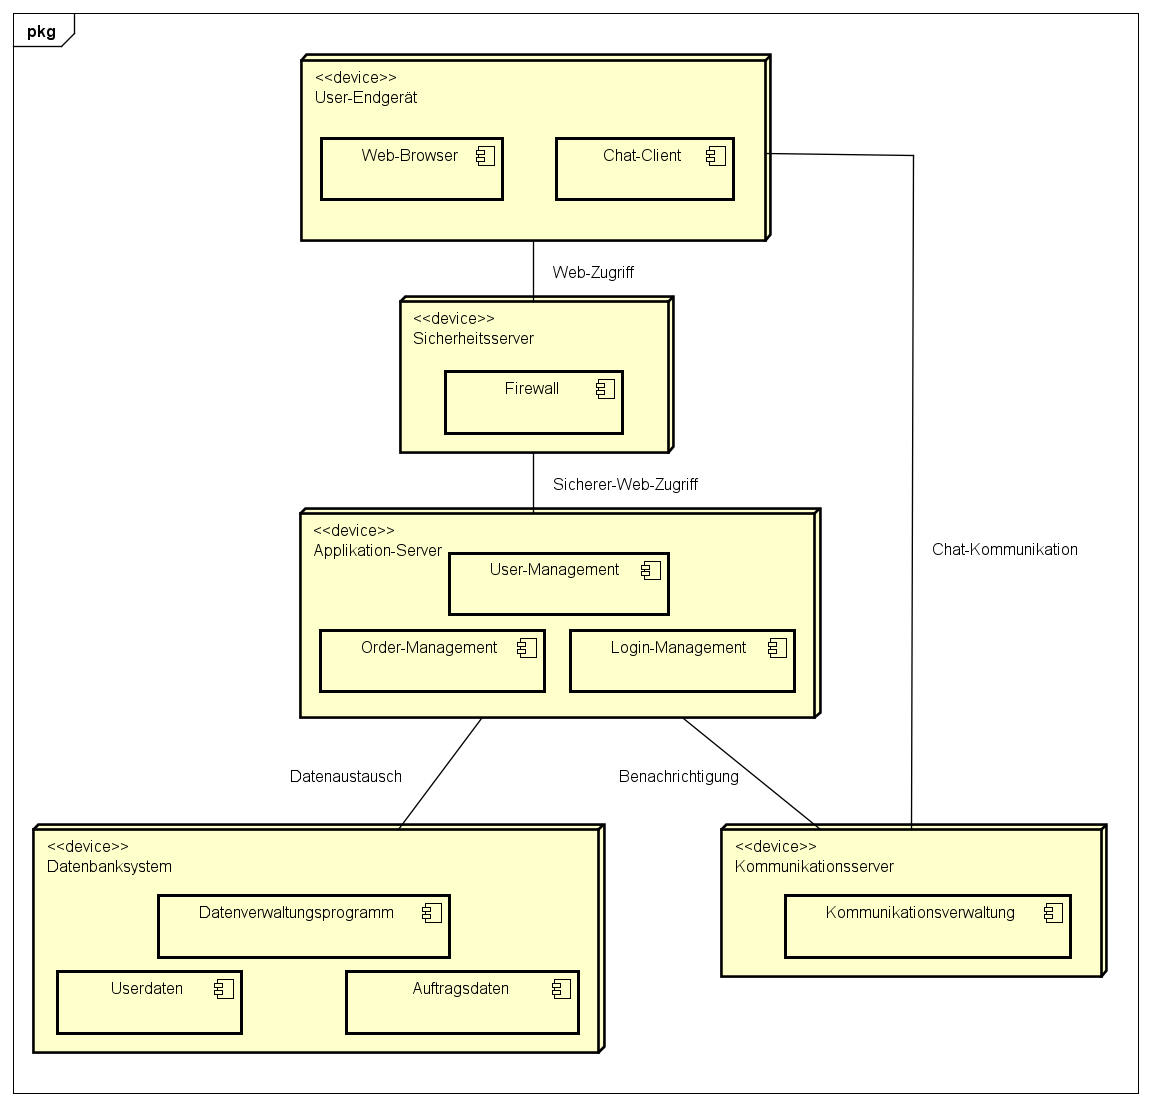 pkg
<<device>>
User-Endgerät
Web-Browser
Chat-Client
Web-Zugriff
<<device>>
Sicherheitsserver
Firewall
Sicherer-Web-Zugriff
<<device>>
Applikation-Server
User-Management
Order-Management
Login-Management
Chat-Kommunikation
Datenaustausch
Benachrichtigung
<<device>>
Datenbanksystem
Datenverwaltungsprogramm
Userdaten
Auftragsdaten
<<device>>
Kommunikationsserver
Kommunikationsverwaltung